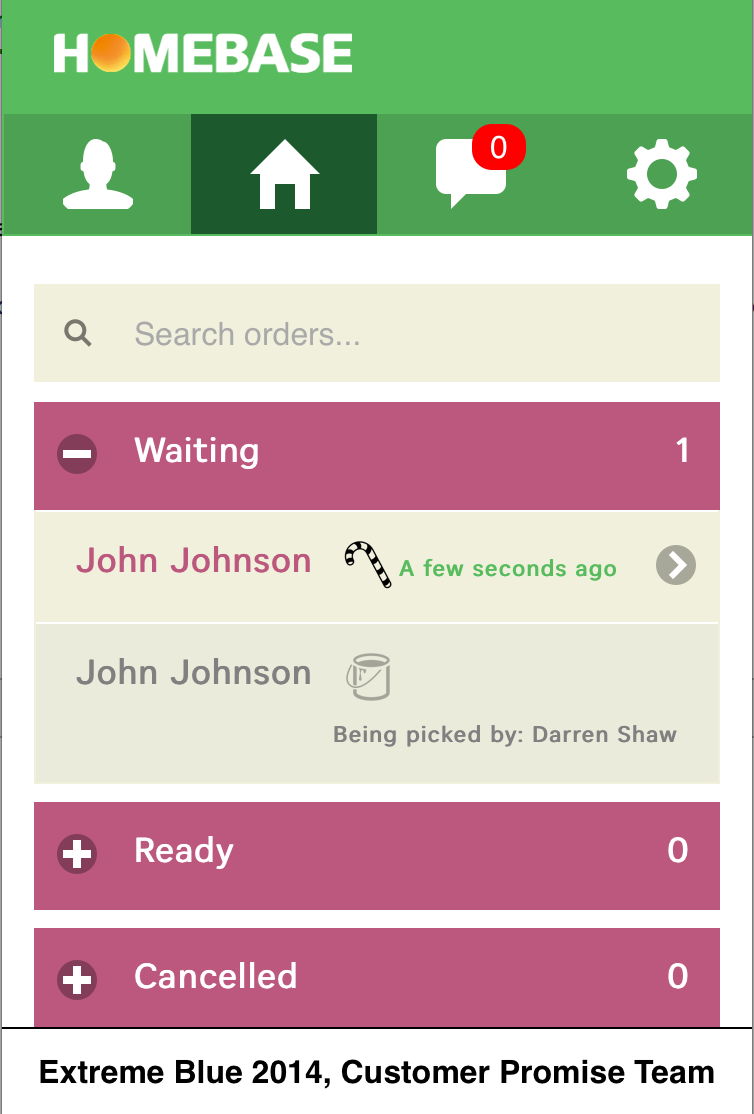 HOMEBASE
0
Search orders...
Waiting 1
John Johnson A few seconds ago
John Johnson
Being picked by: Darren Shaw
Ready 0
Cancelled 0
Extreme Blue 2014, Customer Promise Team